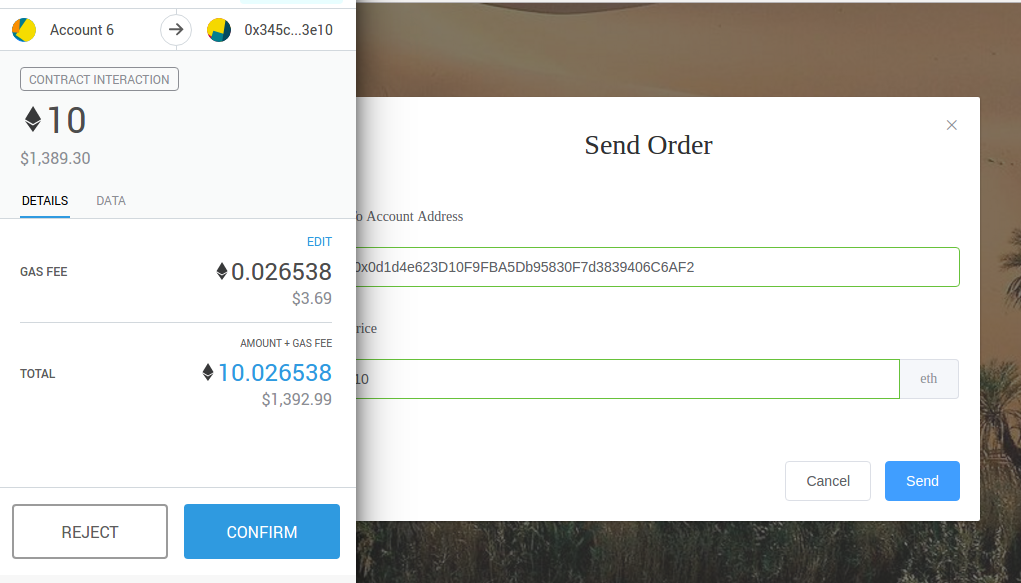 Account 6
0x345c...3e10
CONTRACT INTERACTION
10
$1,389.30
DETAILS DATA
EDIT
GAS FEE 0.026538
$3.69
AMOUNT + GAS FEE
TOTAL 10.026538
$1,392.99
REJECT CONFIRM
Send Order
o Account Address
0x0d1d4e623D10F9FBA5Db95830F7d3839406C6AF2
rice
10 eth
Cancel Send